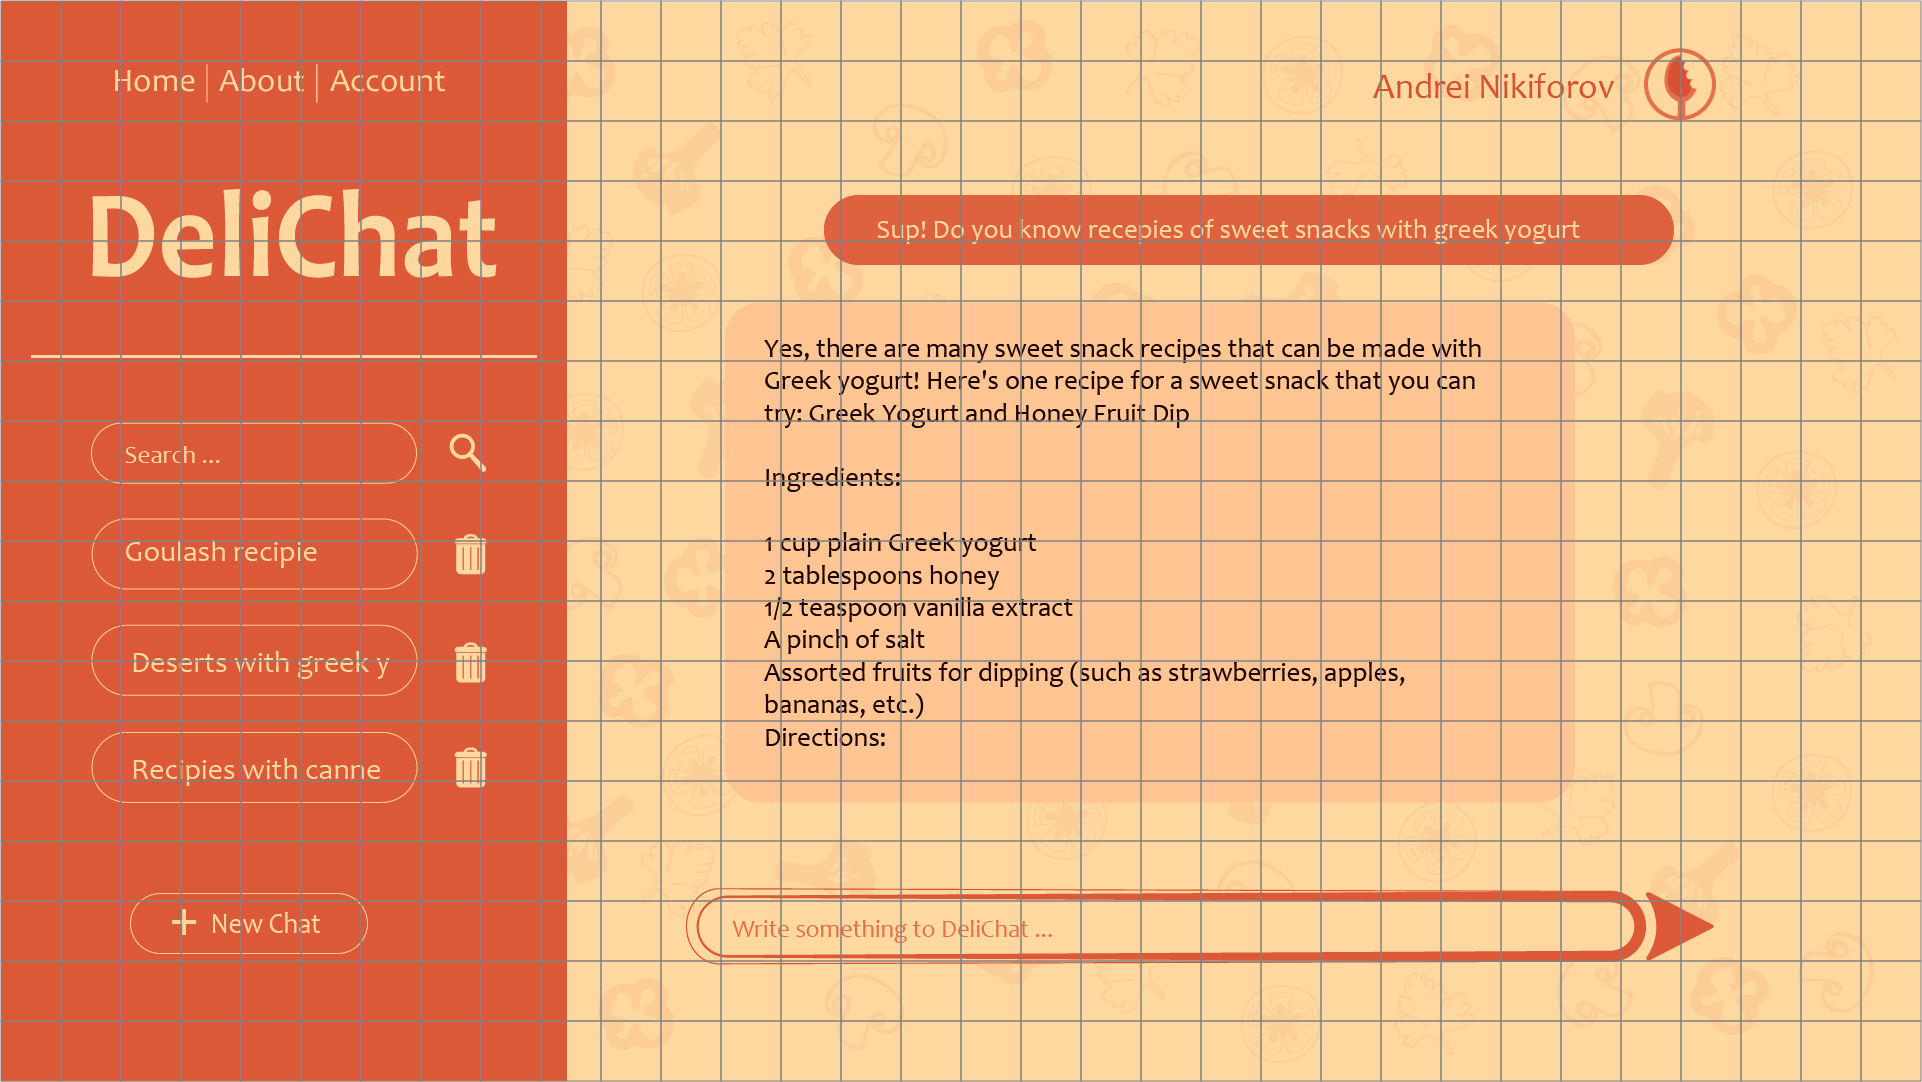 Home | About | Account
DeliChat
Search ...
Goulash recipie
Deserts with greek y
Recipies with canne
+ New Chat
Andrei Nikiforov
Sup! Do you know recepies of sweet snacks with greek yogurt
Yes, there are many sweet snack recipes that can be made with
Greek yogurt! Here's one recipe for a sweet snack that you can
try: Greek Yogurt and Honey Fruit Dip
Ingredients:
1 cup plain Greek yogurt
2 tablespoons honey
1/2 teaspoon vanilla extract
A pinch of salt
Assorted fruits for dipping (such as strawberries, apples,
bananas, etc.)
Directions:
Write something to DeliChat ...